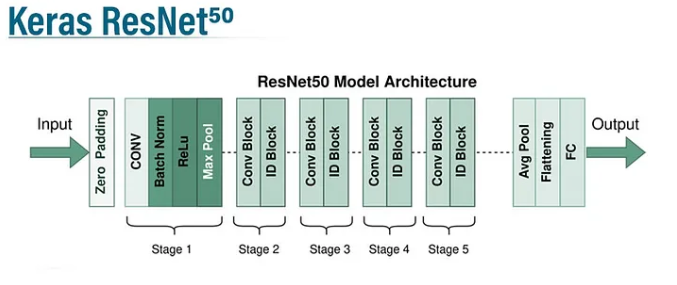 Keras ResNet⁵⁰
ResNet50 Model Architecture
Input
Zero Padding
CONV
Batch Norm
ReLu
Max Pool
Conv Block
ID Block
Conv Block
ID Block
Conv Block
ID Block
Conv Block
ID Block
Avg Pool
Flattening
FC
Output
Stage 1
Stage 2
Stage 3
Stage 4
Stage 5